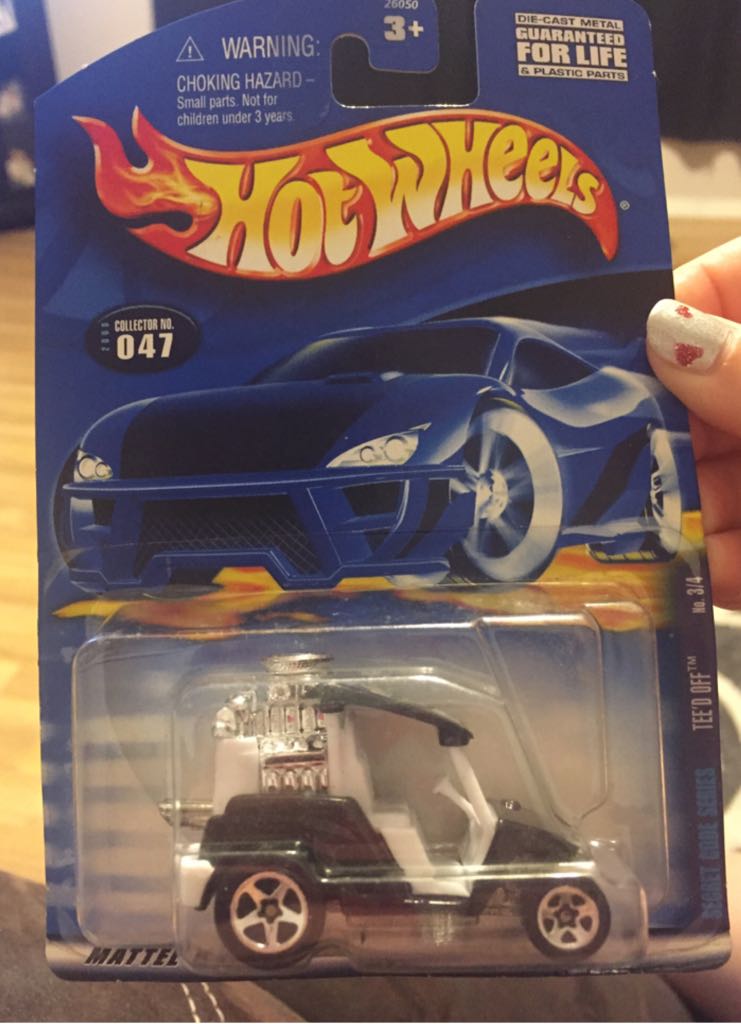 26050
3+
WARNING:
CHOKING HAZARD –
Small parts. Not for
children under 3 years.
DIE-CAST METAL
GUARANTEED
FOR LIFE
& PLASTIC PARTS
HOT WHEELS®
2000
COLLECTOR NO.
047
SECRET CODE SERIES
TEE'D OFF™ No. 3/4
MATTEL